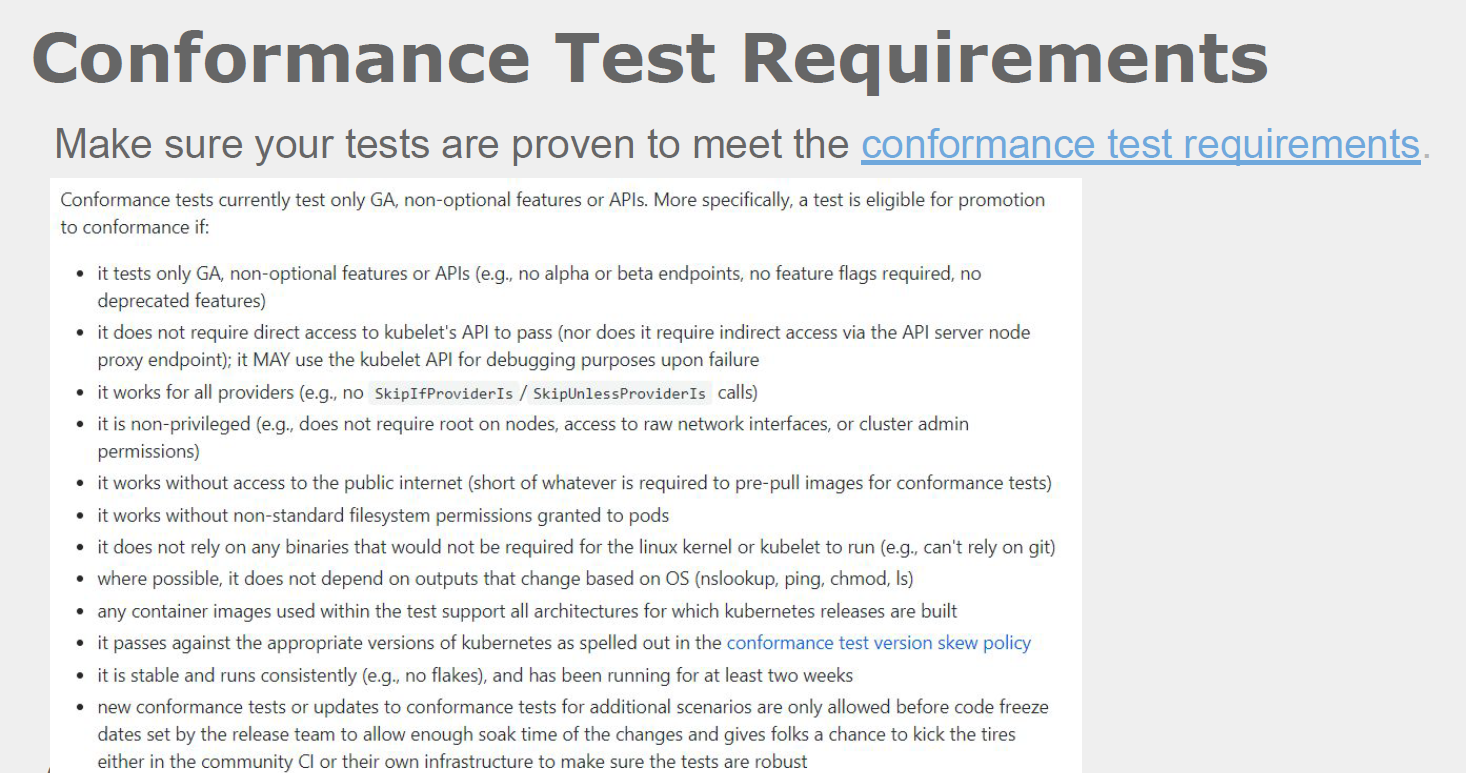 Conformance Test Requirements
Make sure your tests are proven to meet the conformance test requirements.
Conformance tests currently test only GA, non-optional features or APIs. More specifically, a test is eligible for promotion
to conformance if:
• it tests only GA, non-optional features or APIs (e.g., no alpha or beta endpoints, no feature flags required, no
deprecated features)
• it does not require direct access to kubelet's API to pass (nor does it require indirect access via the API server node
proxy endpoint); it MAY use the kubelet API for debugging purposes upon failure
• it works for all providers (e.g., no SkipIfProviderIs / SkipUnlessProviderIs calls)
• it is non-privileged (e.g., does not require root on nodes, access to raw network interfaces, or cluster admin
permissions)
• it works without access to the public internet (short of whatever is required to pre-pull images for conformance tests)
• it works without non-standard filesystem permissions granted to pods
• it does not rely on any binaries that would not be required for the linux kernel or kubelet to run (e.g., can't rely on git)
• where possible, it does not depend on outputs that change based on OS (nslookup, ping, chmod, ls)
• any container images used within the test support all architectures for which kubernetes releases are built
• it passes against the appropriate versions of kubernetes as spelled out in the conformance test version skew policy
• it is stable and runs consistently (e.g., no flakes), and has been running for at least two weeks
• new conformance tests or updates to conformance tests for additional scenarios are only allowed before code freeze
dates set by the release team to allow enough soak time of the changes and gives folks a chance to kick the tires
either in the community CI or their own infrastructure to make sure the tests are robust